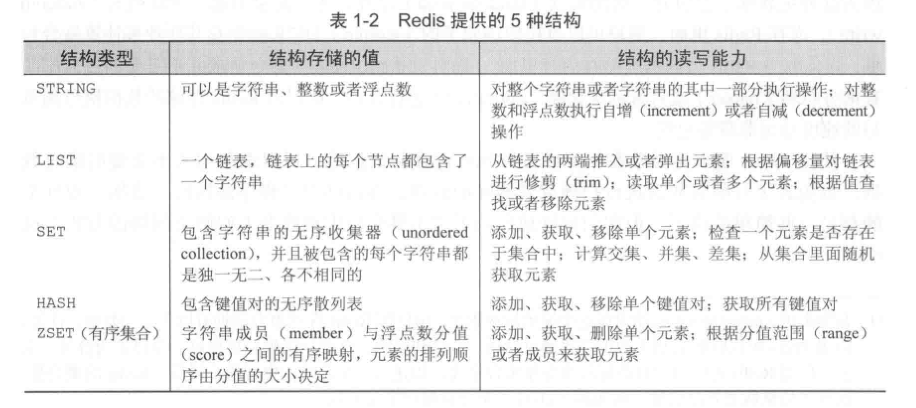 表 1-2 Redis 提供的 5 种结构
结构类型 结构存储的值 结构的读写能力
STRING 可以是字符串、整数或者浮点数 对整个字符串或者字符串的其中一部分执行操作；对整
数和浮点数执行自增（increment）或者自减（decrement）
操作
LIST 一个链表，链表上的每个节点都包含了 从链表的两端推入或者弹出元素；根据偏移量对链表
一个字符串 进行修剪（trim）；读取单个或者多个元素；根据值查
找或者移除元素
SET 包含字符串的无序收集器（unordered 添加、获取、移除单个元素；检查一个元素是否存在
collection），并且被包含的每个字符串都 于集合中；计算交集、并集、差集；从集合里面随机
是独一无二、各不相同的 获取元素
HASH 包含键值对的无序散列表 添加、获取、移除单个键值对；获取所有键值对
ZSET（有序集合） 字符串成员（member）与浮点数分值 添加、获取、删除单个元素；根据分值范围（range）
（score）之间的有序映射，元素的排列顺 或者成员来获取元素
序由分值的大小决定